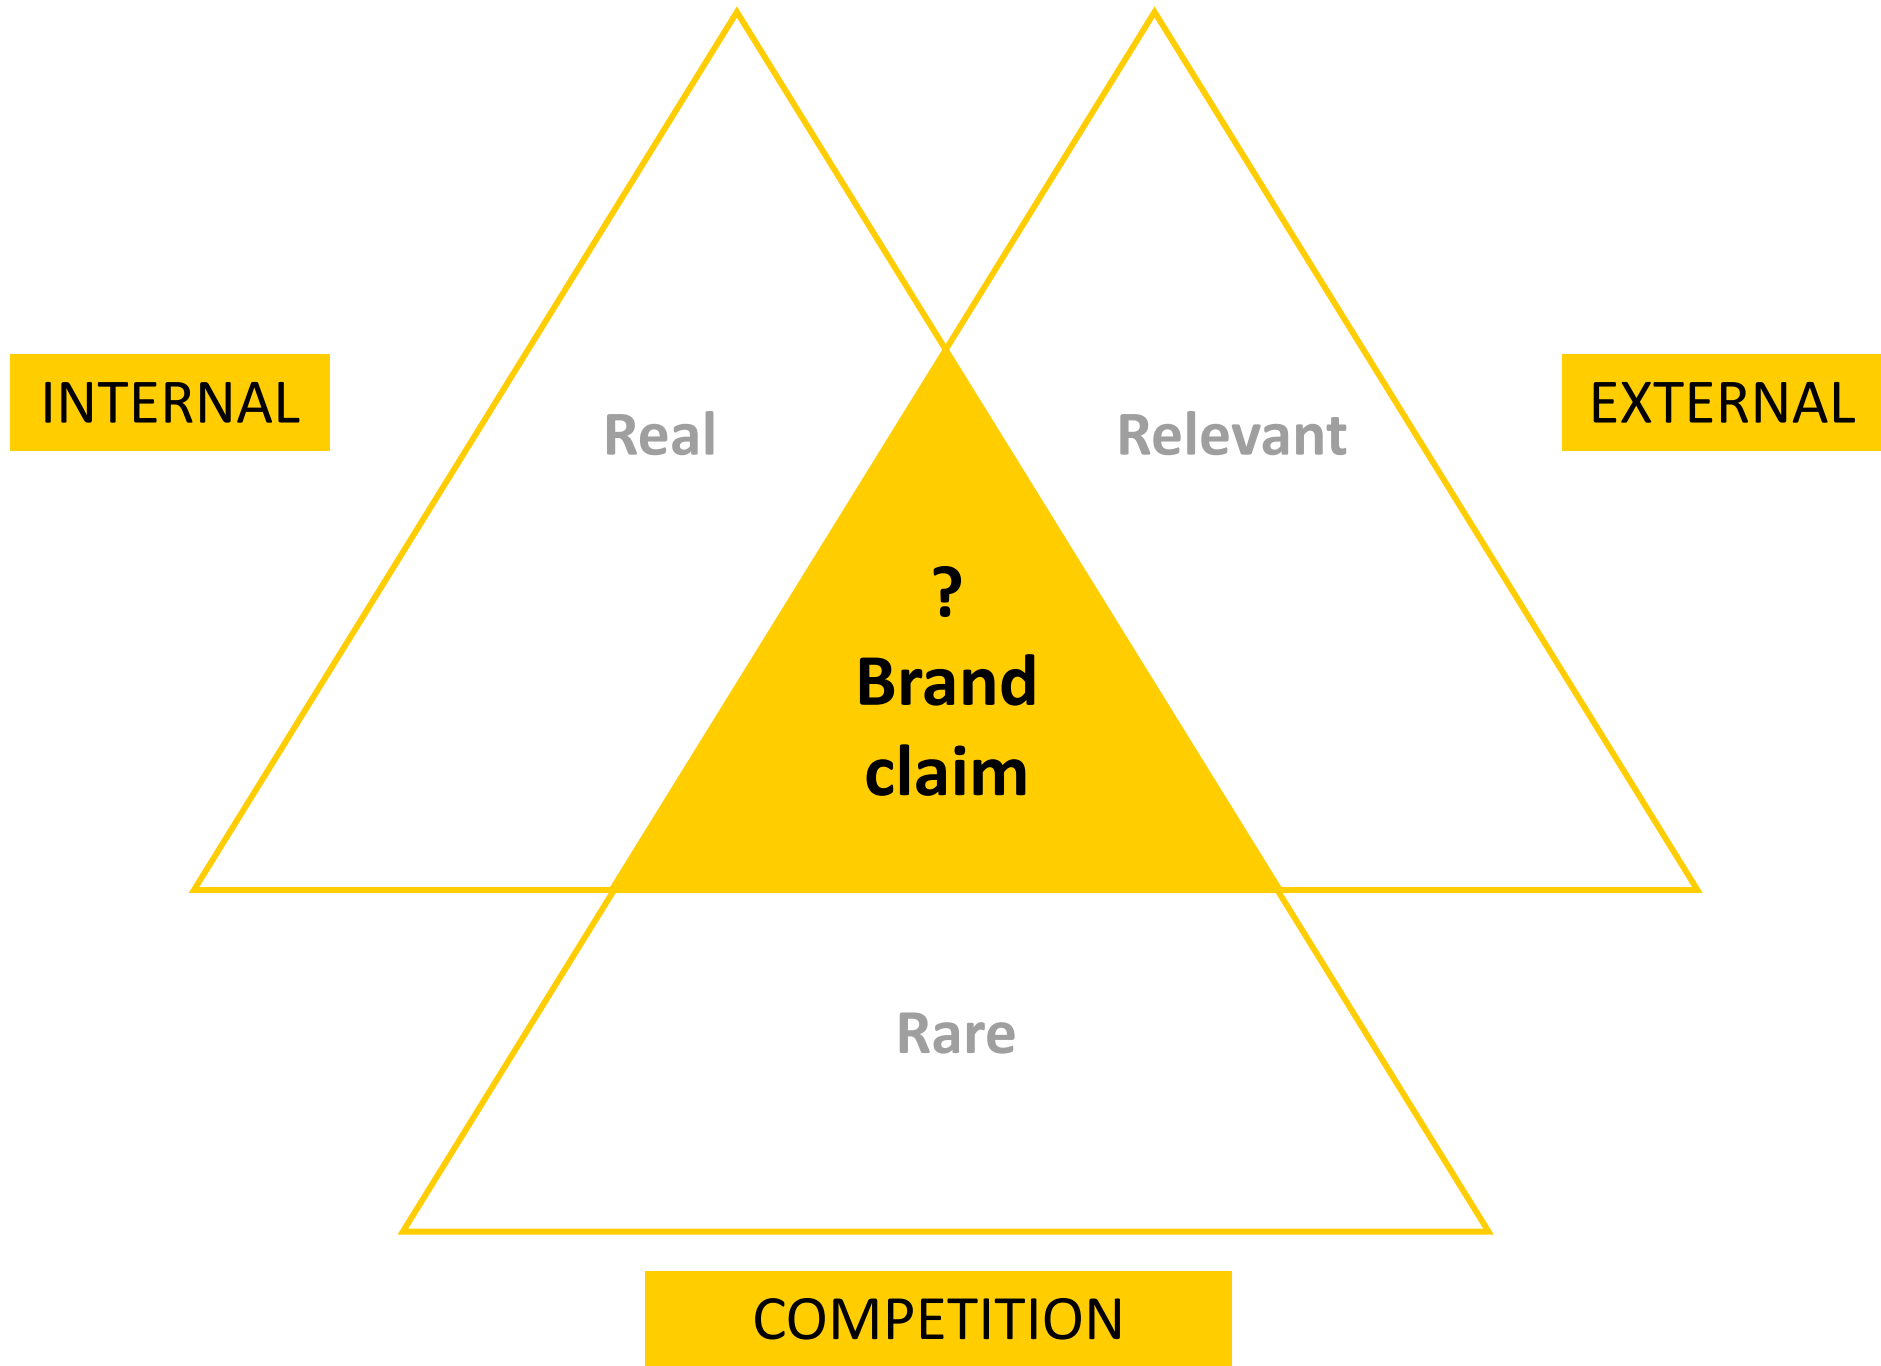 INTERNAL
EXTERNAL
Real
Relevant
?
Brand
claim
Rare
COMPETITION